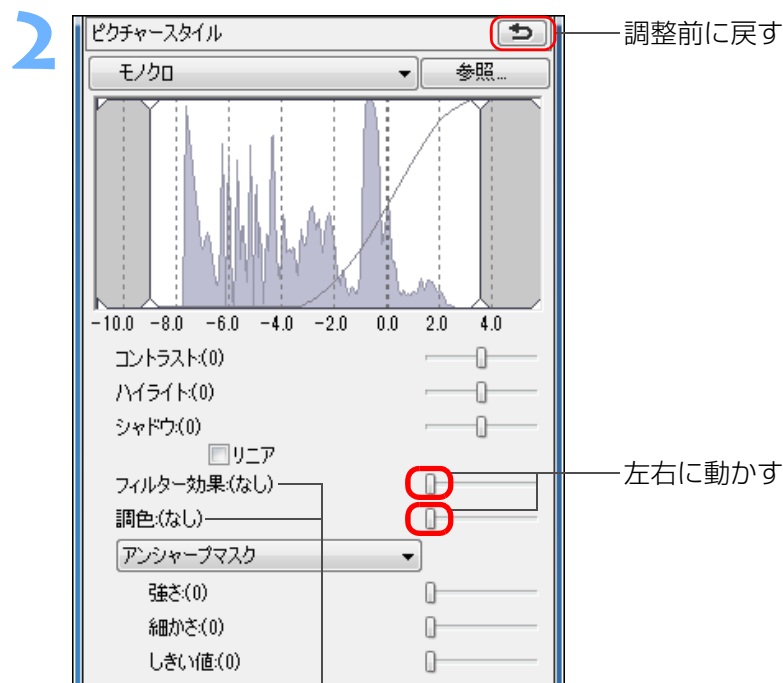 2
ピクチャースタイル
調整前に戻す
モノクロ 参照...
-10.0 -8.0 -6.0 -4.0 -2.0 0.0 2.0 4.0
コントラスト:(0)
ハイライト:(0)
シャドウ:(0)
リニア
フィルター効果:(なし)
左右に動かす
調色:(なし)
アンシャープマスク
強さ:(0)
細かさ:(0)
しきい値:(0)